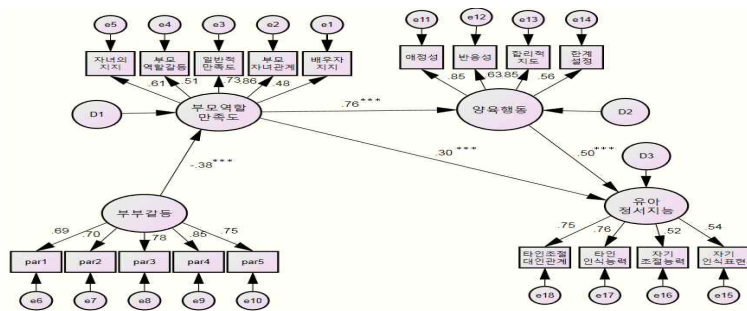 e5 e4 e3 e2 e1
e11 e12 e13 e14
자녀의
지지
부모
역할갈등
일반적
만족도
부모
자녀관계
배우자
지지
애정성
반응성
합리적
지도
한계
설정
.61 .51 .73 .86 .48
.85 .63 .85 .56
D1
부모역할
만족도
.76***
양육행동
D2
.30***
.50***
D3
-.38***
부부갈등
유아
정서지능
.69 .70 .78 .85 .75
.75 .76 .52 .54
par1 par2 par3 par4 par5
타인조절
대인관계
타인
인식능력
자기
조절능력
자기
인식표현
e6 e7 e8 e9 e10
e18 e17 e16 e15